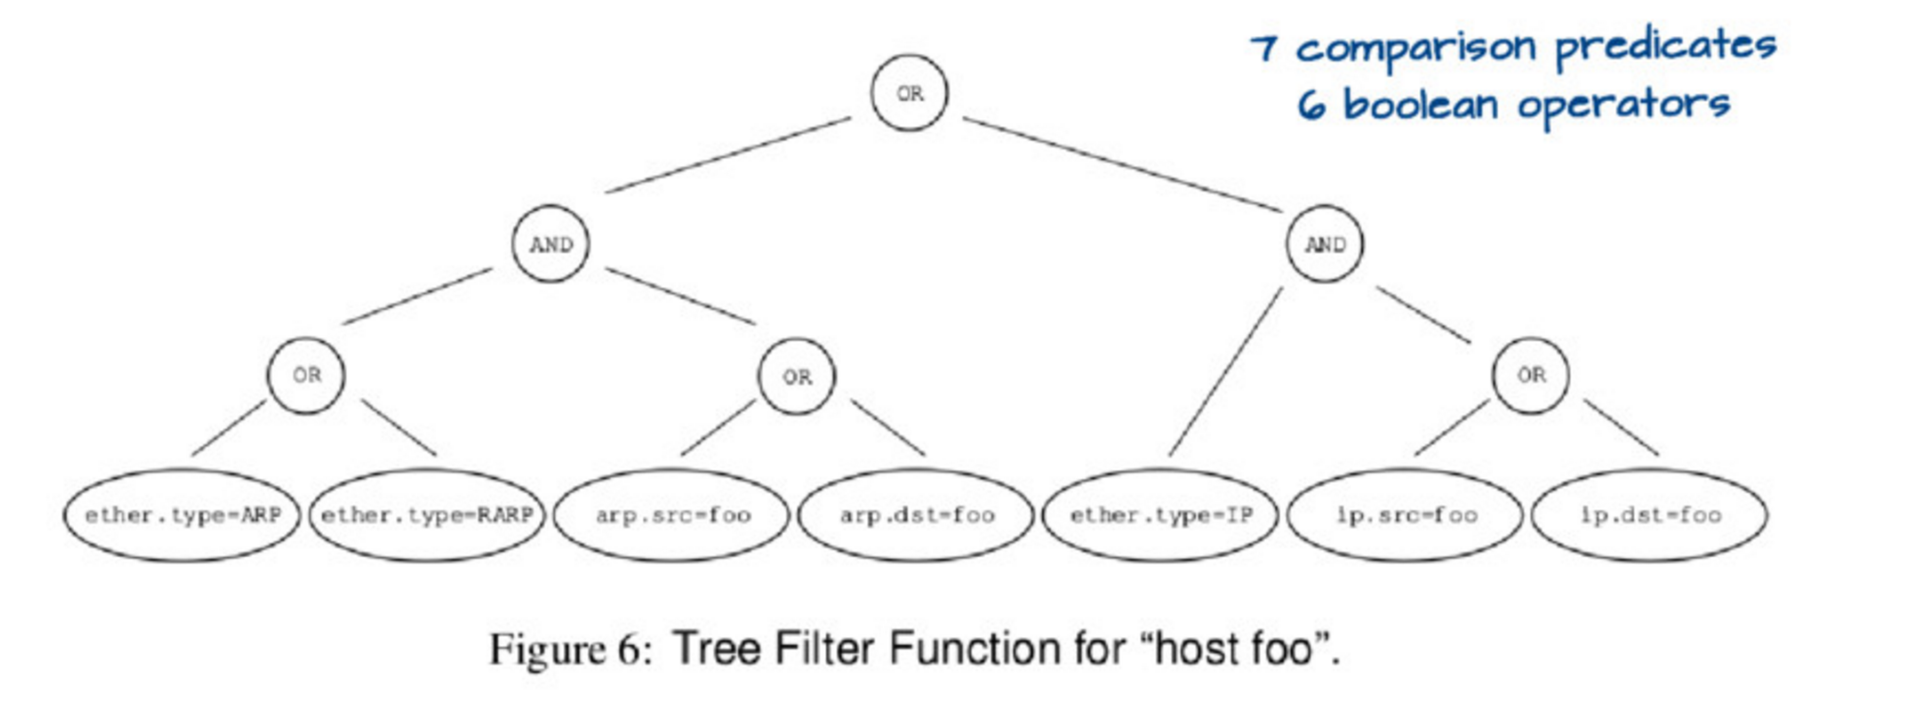 7 comparison predicates
6 boolean operators
OR
AND
AND
OR
OR
OR
ether.type=ARP
ether.type=RARP
arp.src=foo
arp.dst=foo
ether.type=IP
ip.src=foo
ip.dst=foo
Figure 6: Tree Filter Function for “host foo”.